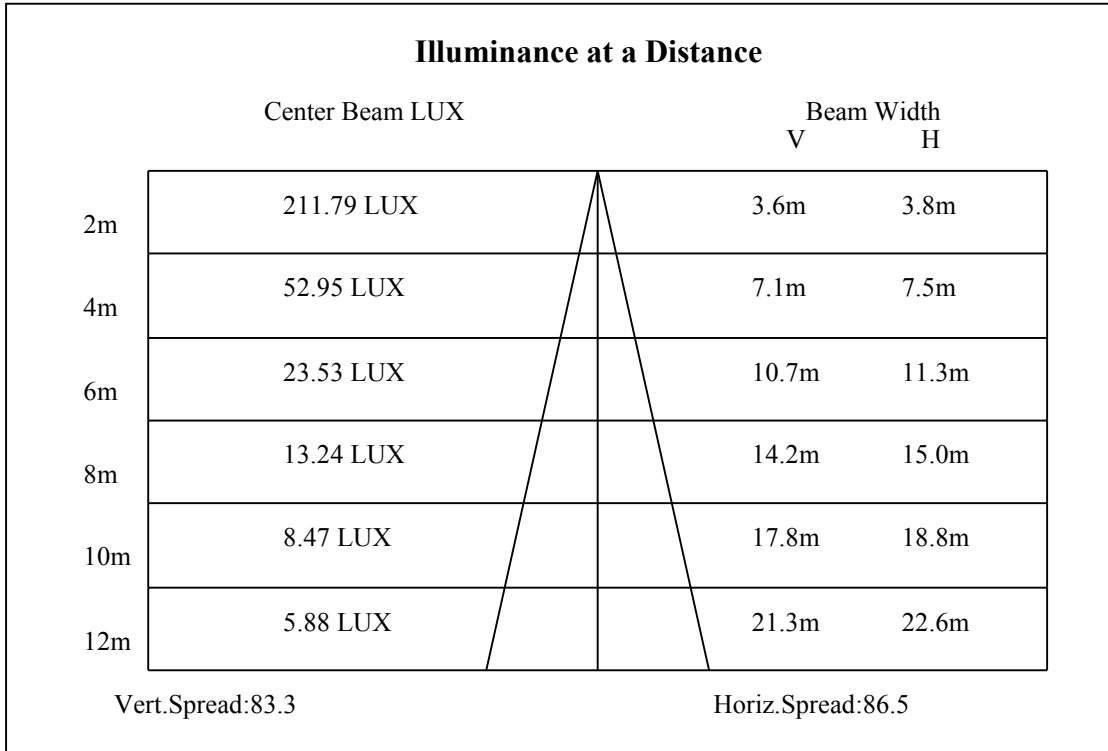 Illuminance at a Distance
Center Beam LUX Beam Width
V H
2m 211.79 LUX 3.6m 3.8m
4m 52.95 LUX 7.1m 7.5m
6m 23.53 LUX 10.7m 11.3m
8m 13.24 LUX 14.2m 15.0m
10m 8.47 LUX 17.8m 18.8m
12m 5.88 LUX 21.3m 22.6m
Vert.Spread:83.3 Horiz.Spread:86.5